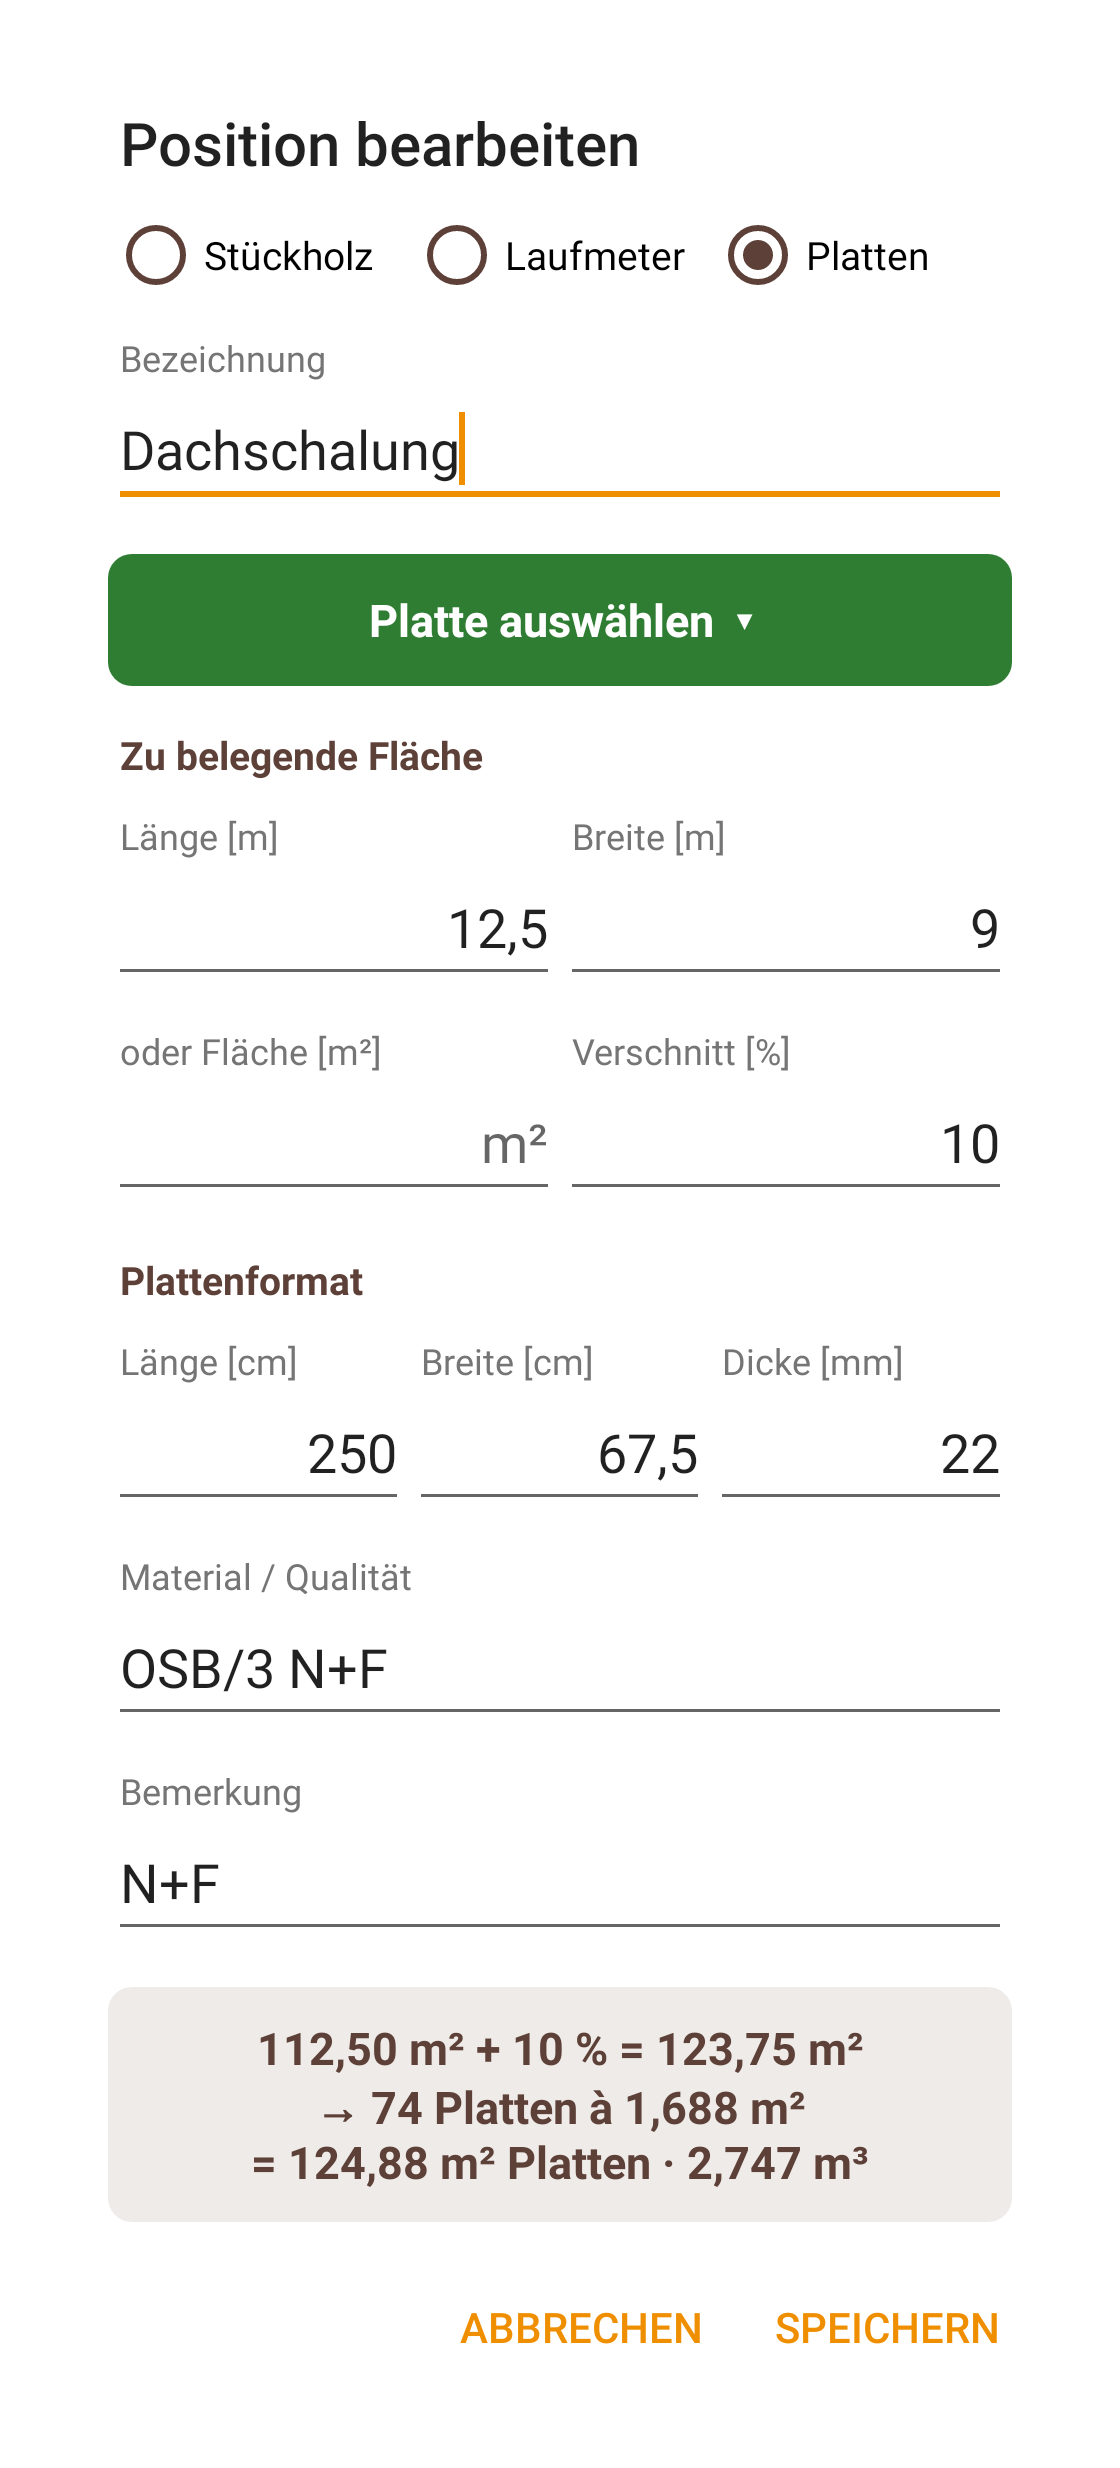 Position bearbeiten
Stückholz Laufmeter Platten
Bezeichnung
Dachschalung
Platte auswählen ▼
Zu belegende Fläche
Länge [m] Breite [m]
12,5 9
oder Fläche [m²] Verschnitt [%]
m² 10
Plattenformat
Länge [cm] Breite [cm] Dicke [mm]
250 67,5 22
Material / Qualität
OSB/3 N+F
Bemerkung
N+F
112,50 m² + 10 % = 123,75 m²
→ 74 Platten à 1,688 m²
= 124,88 m² Platten · 2,747 m³
ABBRECHEN SPEICHERN